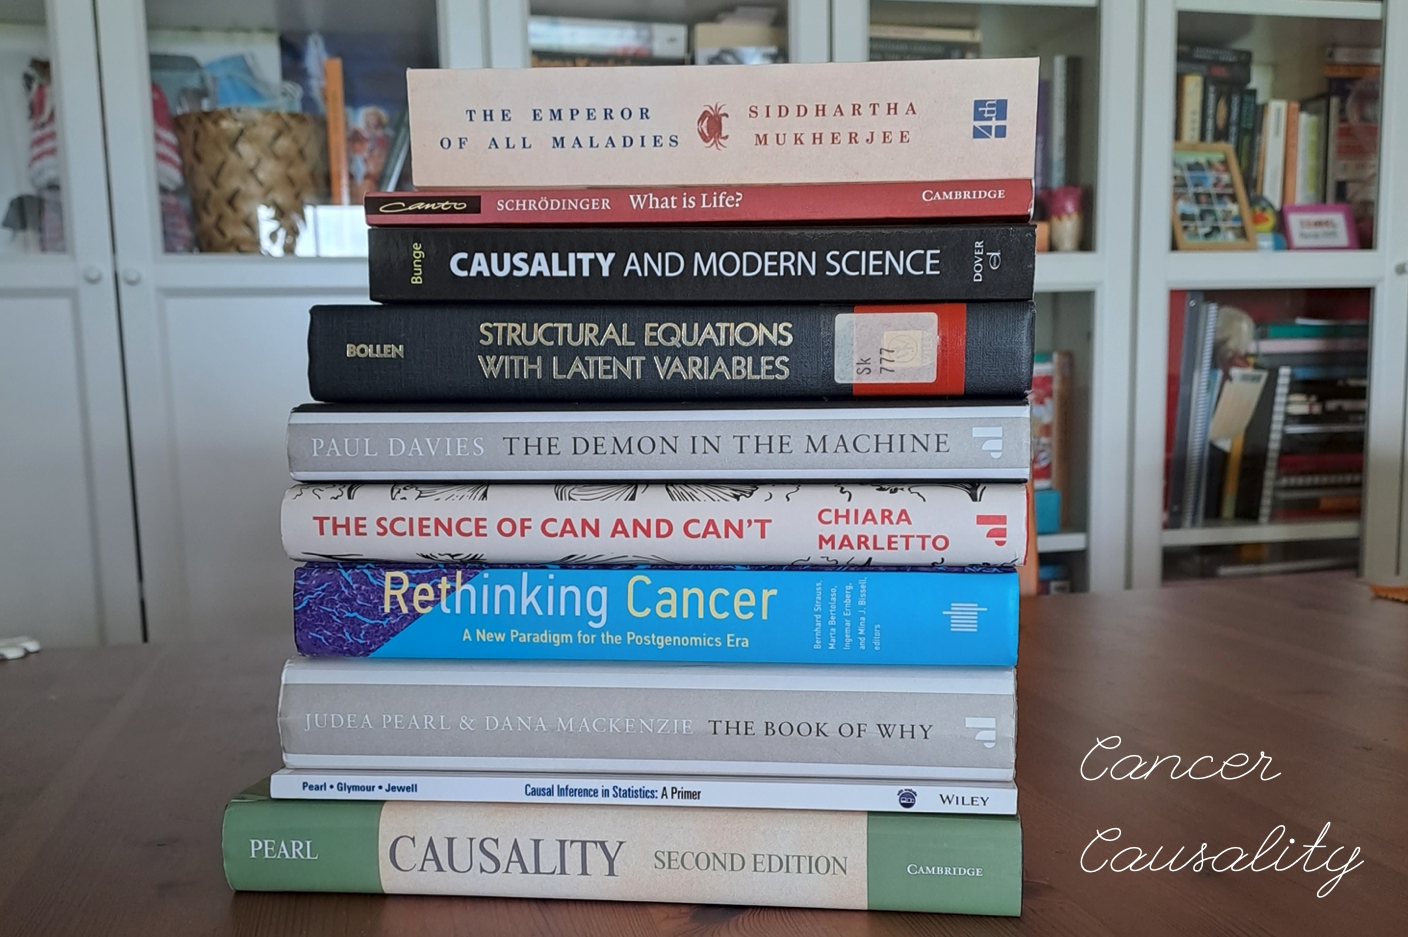 THE EMPEROR
OF ALL MALADIES
SIDDHARTHA
MUKHERJEE
4th
Canto
SCHRÖDINGER What is Life?
CAMBRIDGE
Bunge
CAUSALITY AND MODERN SCIENCE
DOVER
BOLLEN
STRUCTURAL EQUATIONS
WITH LATENT VARIABLES
Sk
777
PAUL DAVIES THE DEMON IN THE MACHINE
THE SCIENCE OF CAN AND CAN'T
CHIARA
MARLETTO
Rethinking Cancer
A New Paradigm for the Postgenomics Era
Bernhard Strauss,
Marta Bertolaso,
Ingemar Ernberg,
and Mina J. Bissell,
editors
JUDEA PEARL & DANA MACKENZIE THE BOOK OF WHY
Pearl • Glymour • Jewell
Causal Inference in Statistics: A Primer
WILEY
PEARL
CAUSALITY SECOND EDITION
CAMBRIDGE
Cancer
Causality